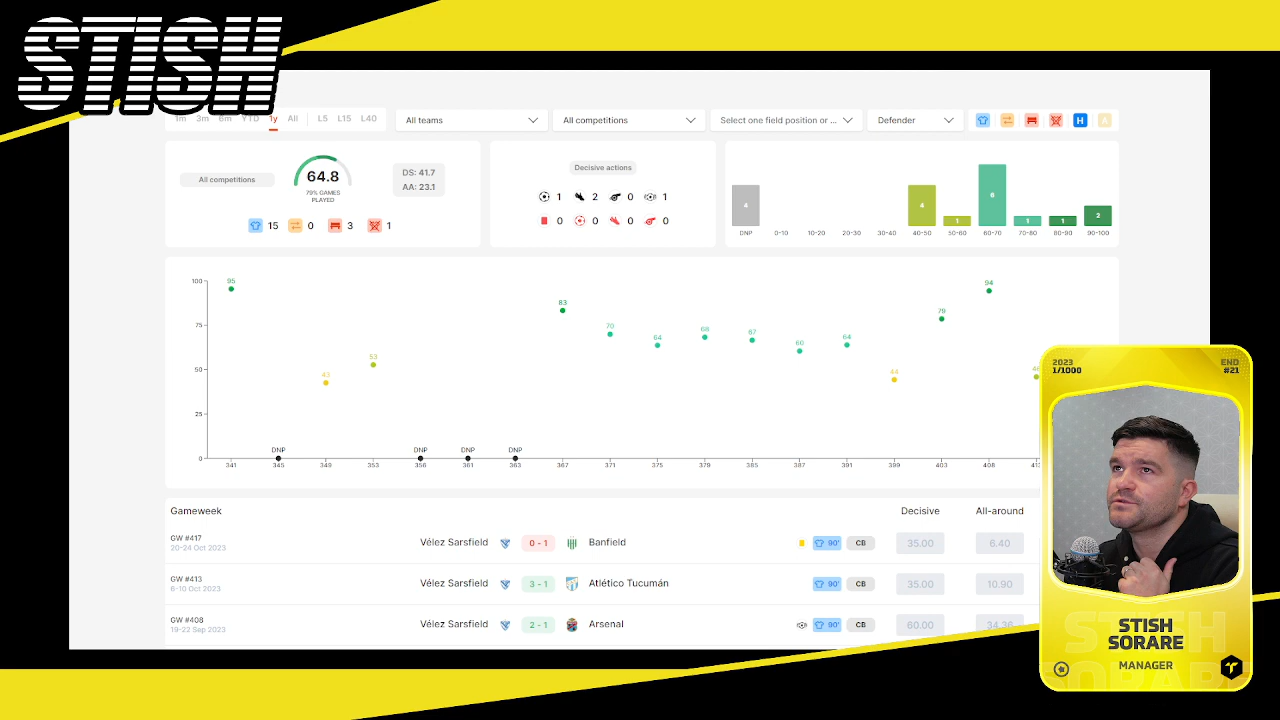 STISH
1m 3m 6m YTD 1y All L5 L15 L40
All teams
All competitions
Select one field position or ...
Defender
H
A
All competitions
64.8
79% GAMES
PLAYED
DS: 41.7
AA: 23.1
15 0 3 1
Decisive actions
1 2 0 1
0 0 0 0
4 4 1 6 1 1 2
DNP 0-10 10-20 20-30 30-40 40-50 50-60 60-70 70-80 80-90 90-100
100
75
50
25
0
95 DNP 43 53 DNP DNP DNP 83 70 64 68 67 60 64 44 79 94
341 345 349 353 358 361 363 367 371 375 379 385 387 391 399 403 408
Gameweek Decisive All-around
GW #417
20-24 Oct 2023
Vélez Sarsfield 0 - 1 Banfield 90' CB 35.00 6.40
GW #413
6-10 Oct 2023
Vélez Sarsfield 3 - 1 Atlético Tucumán 90' CB 35.00 10.90
GW #408
19-22 Sep 2023
Vélez Sarsfield 2 - 1 Arsenal 90' CB 60.00 34.36
2023
1/1000
END
#21
STISH
SORARE
MANAGER